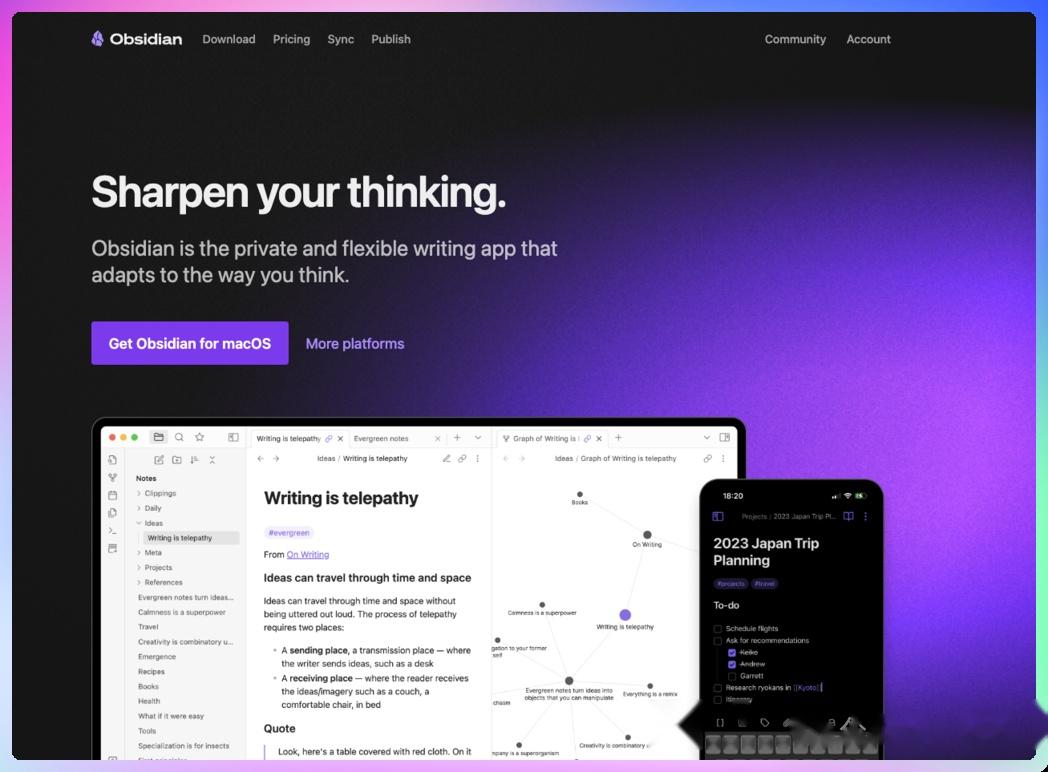 Obsidian
Download
Pricing
Sync
Publish
Community
Account
Sharpen your thinking.
Obsidian is the private and flexible writing app that
adapts to the way you think.
Get Obsidian for macOS
More platforms
Writing is telepathy
Evergreen notes
Ideas / Writing is telepathy
Notes
Clippings
Daily
Ideas
Writing is telepathy
Meta
Projects
References
Evergreen notes turn ideas...
Calmness is a superpower
Travel
Creativity is combinatory u...
Emergence
Recipes
Books
Health
What if it were easy
Tools
Specialization is for insects
Writing is telepathy
#evergreen
From On Writing
Ideas can travel through time and space
Ideas can travel through time and space without
being uttered out loud. The process of telepathy
requires two places:
• A sending place, a transmission place — where
the writer sends ideas, such as a desk
• A receiving place — where the reader receives
the ideas/imagery such as a couch, a
comfortable chair, in bed
Quote
Look, here's a table covered with red cloth. On it
Graph of Writing is
Ideas / Graph of Writing is telepathy
Books
On Writing
Calmness is a superpower
Writing is telepathy
gation to your former
self
Evergreen notes turn ideas into
objects that you can manipulate
Everything is a remix
chasm
Creativity is combinatory
mpany is a superorganism
18:20
Projects / 2023 Japan Trip Pl...
2023 Japan Trip
Planning
#projects #travel
To-do
Schedule flights
Ask for recommendations
Keiko
Andrew
Garrett
Research ryokans in [[Kyoto]]
Itinerary